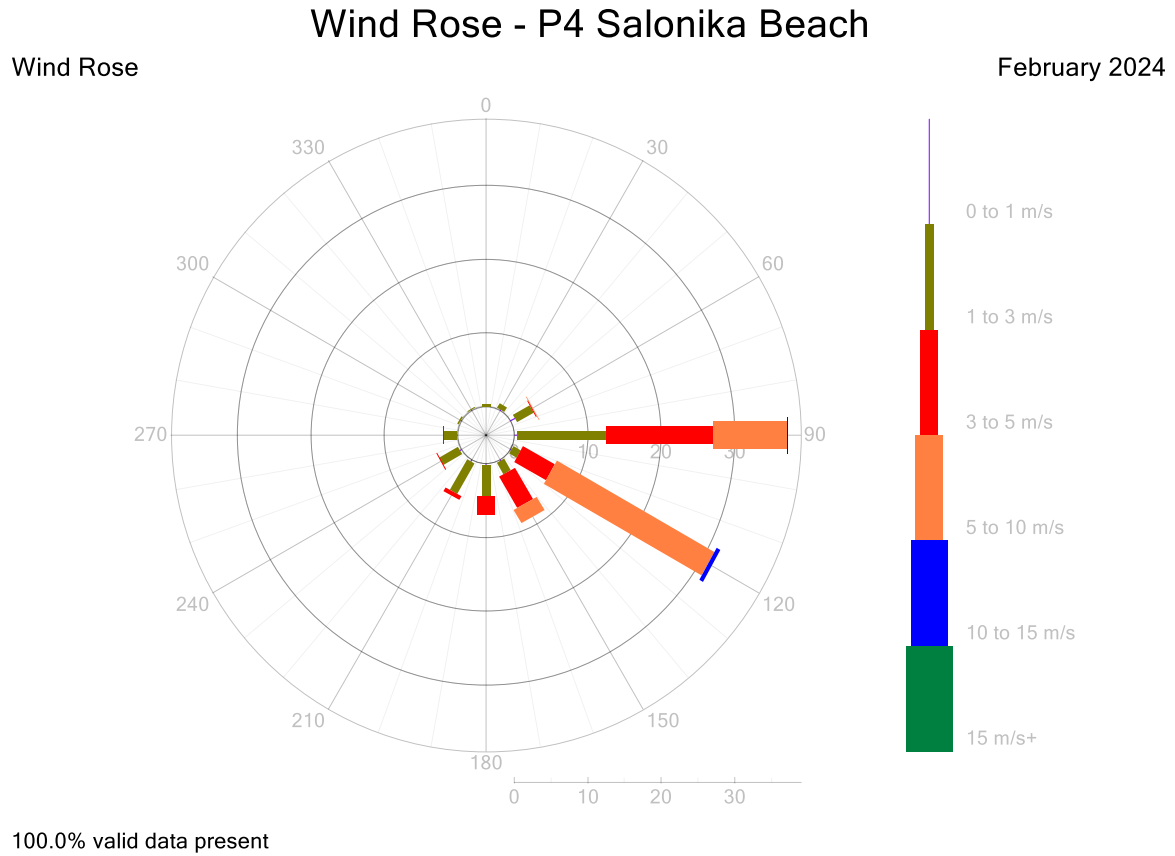 Wind Rose - P4 Salonika Beach
Wind Rose
February 2024
0
330
30
300
60
0 to 1 m/s
1 to 3 m/s
3 to 5 m/s
270
90
10
20
30
5 to 10 m/s
240
120
10 to 15 m/s
210
150
15 m/s+
180
0
10
20
30
100.0% valid data present